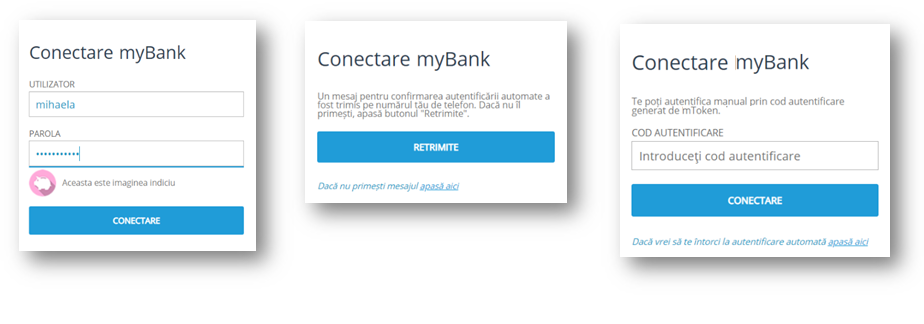 Conectare myBank
UTILIZATOR
mihaela
PAROLA
•••••••••••
Aceasta este imaginea indiciu
CONECTARE
Conectare myBank
Un mesaj pentru confirmarea autentificării automate a
fost trimis pe numărul tău de telefon. Dacă nu îl
primești, apasă butonul "Retrimite".
RETRIMITE
Dacă nu primești mesajul apasă aici
Conectare myBank
Te poți autentifica manual prin cod autentificare
generat de mToken.
COD AUTENTIFICARE
Introduceți cod autentificare
CONECTARE
Dacă vrei să te întorci la autentificare automată apasă aici